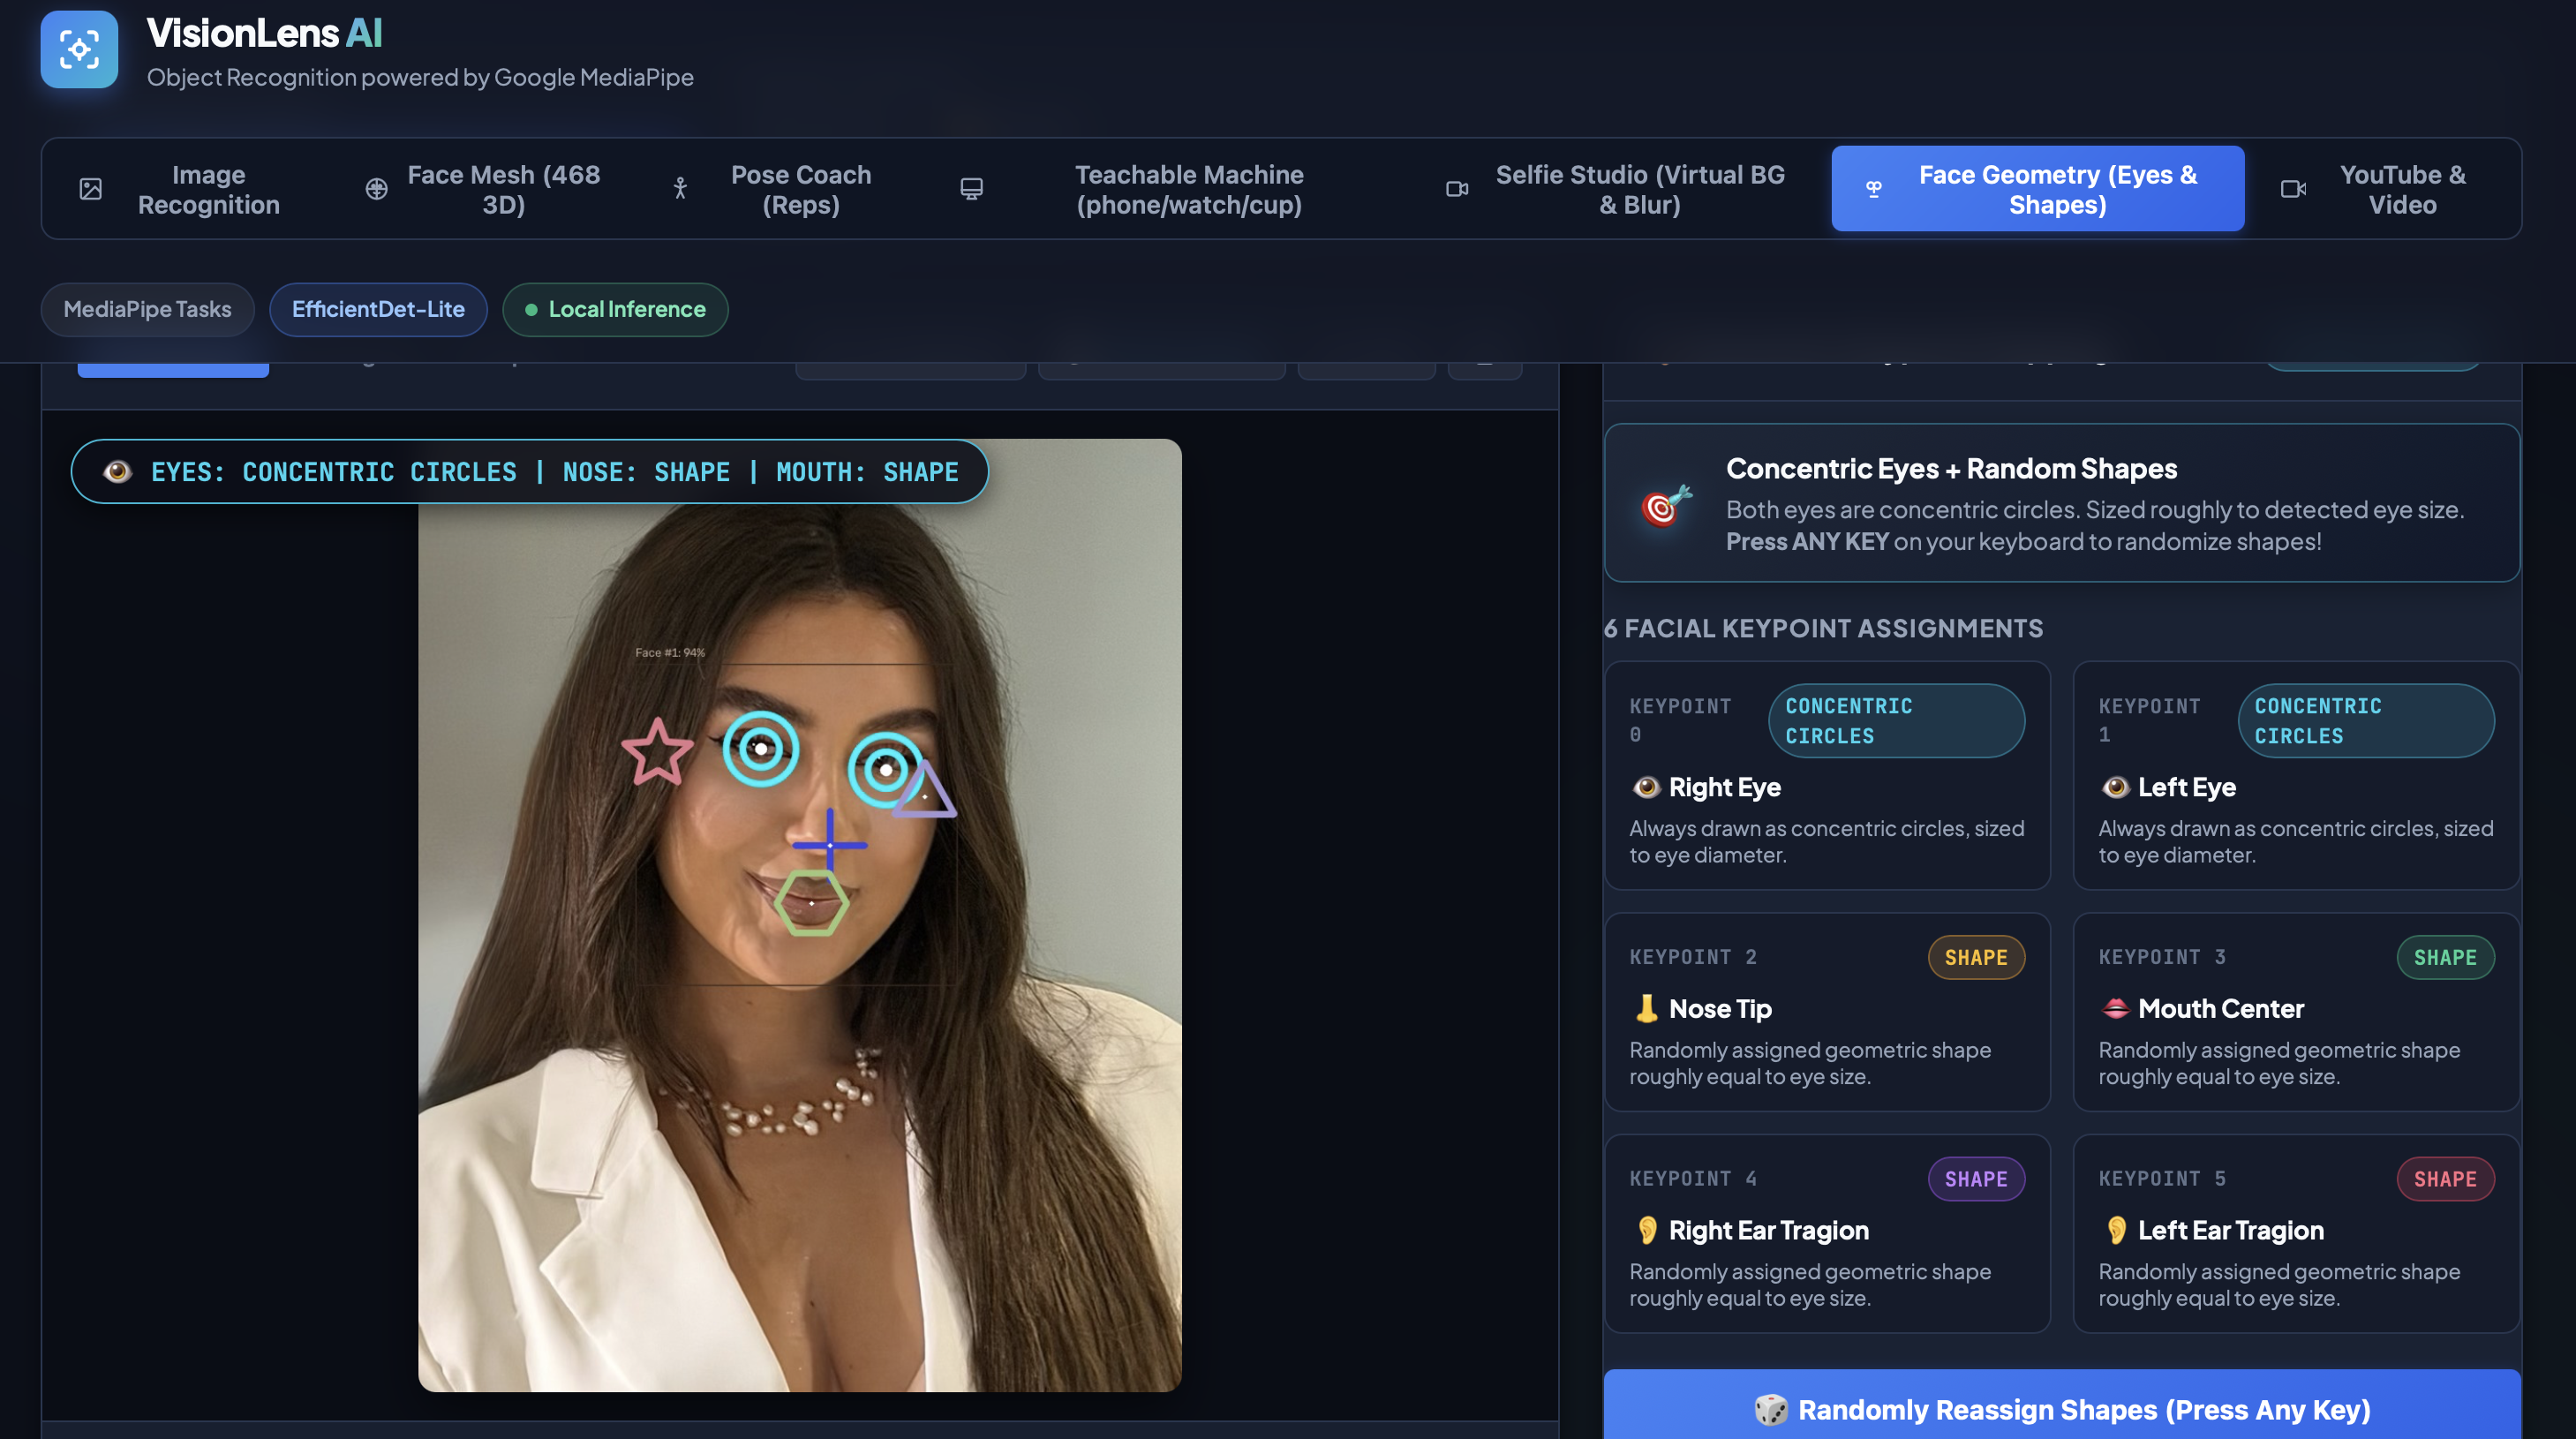 VisionLens AI
Object Recognition powered by Google MediaPipe
Image
Recognition
Face Mesh (468
3D)
Pose Coach
(Reps)
Teachable Machine
(phone/watch/cup)
Selfie Studio (Virtual BG
& Blur)
Face Geometry (Eyes &
Shapes)
YouTube &
Video
MediaPipe Tasks
EfficientDet-Lite
Local Inference
EYES: CONCENTRIC CIRCLES | NOSE: SHAPE | MOUTH: SHAPE
Face #1: 94%
Concentric Eyes + Random Shapes
Both eyes are concentric circles. Sized roughly to detected eye size.
Press ANY KEY on your keyboard to randomize shapes!
6 FACIAL KEYPOINT ASSIGNMENTS
KEYPOINT
0
CONCENTRIC
CIRCLES
Right Eye
Always drawn as concentric circles, sized
to eye diameter.
KEYPOINT
1
CONCENTRIC
CIRCLES
Left Eye
Always drawn as concentric circles, sized
to eye diameter.
KEYPOINT 2
SHAPE
Nose Tip
Randomly assigned geometric shape
roughly equal to eye size.
KEYPOINT 3
SHAPE
Mouth Center
Randomly assigned geometric shape
roughly equal to eye size.
KEYPOINT 4
SHAPE
Right Ear Tragion
Randomly assigned geometric shape
roughly equal to eye size.
KEYPOINT 5
SHAPE
Left Ear Tragion
Randomly assigned geometric shape
roughly equal to eye size.
Randomly Reassign Shapes (Press Any Key)